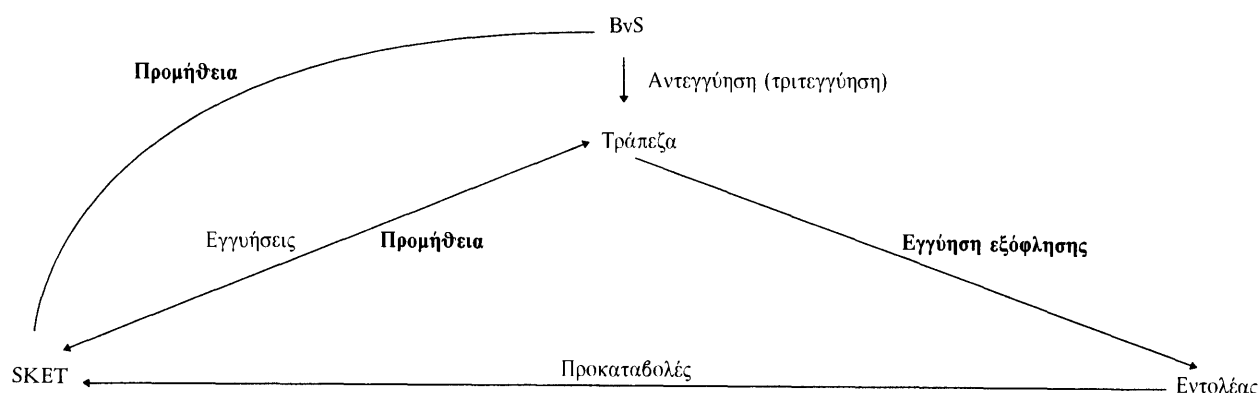 BvS
Προμήθεια
Αντεγγύηση (τριτεγγύηση)
Τράπεζα
Εγγυήσεις
Προμήθεια
Εγγύηση εξόφλησης
SKET
Προκαταβολές
Εντολέας